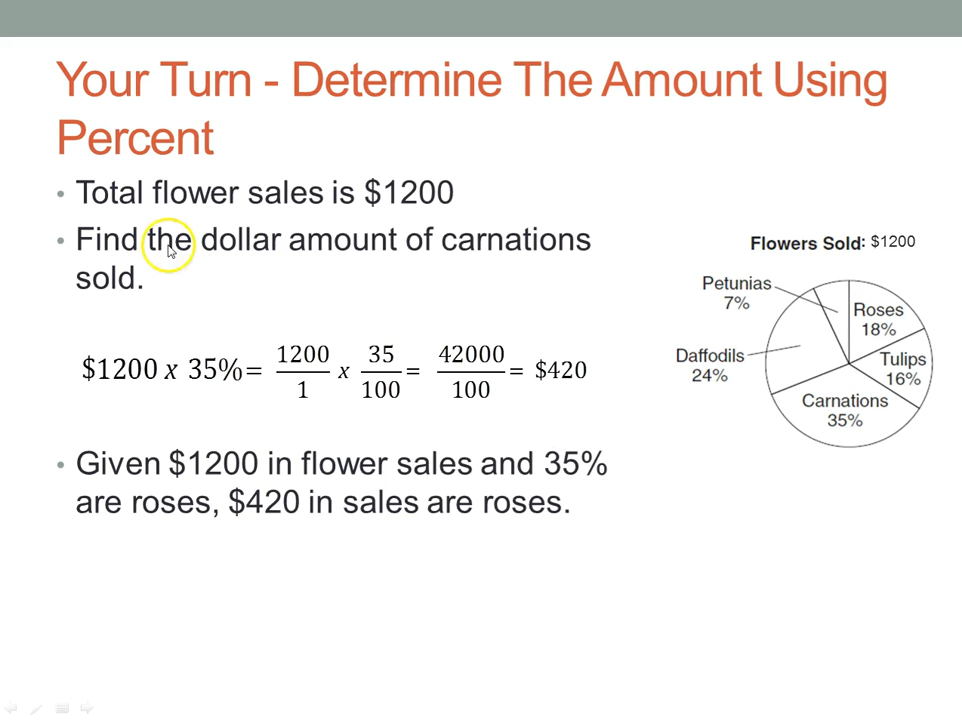 Your Turn - Determine The Amount Using
Percent
• Total flower sales is $1200
• Find the dollar amount of carnations
sold.
$1200 x 35% = 1200/1 x 35/100 = 42000/100 = $420
• Given $1200 in flower sales and 35%
are roses, $420 in sales are roses.
Flowers Sold: $1200
Petunias
7%
Roses
18%
Daffodils
24%
Tulips
16%
Carnations
35%